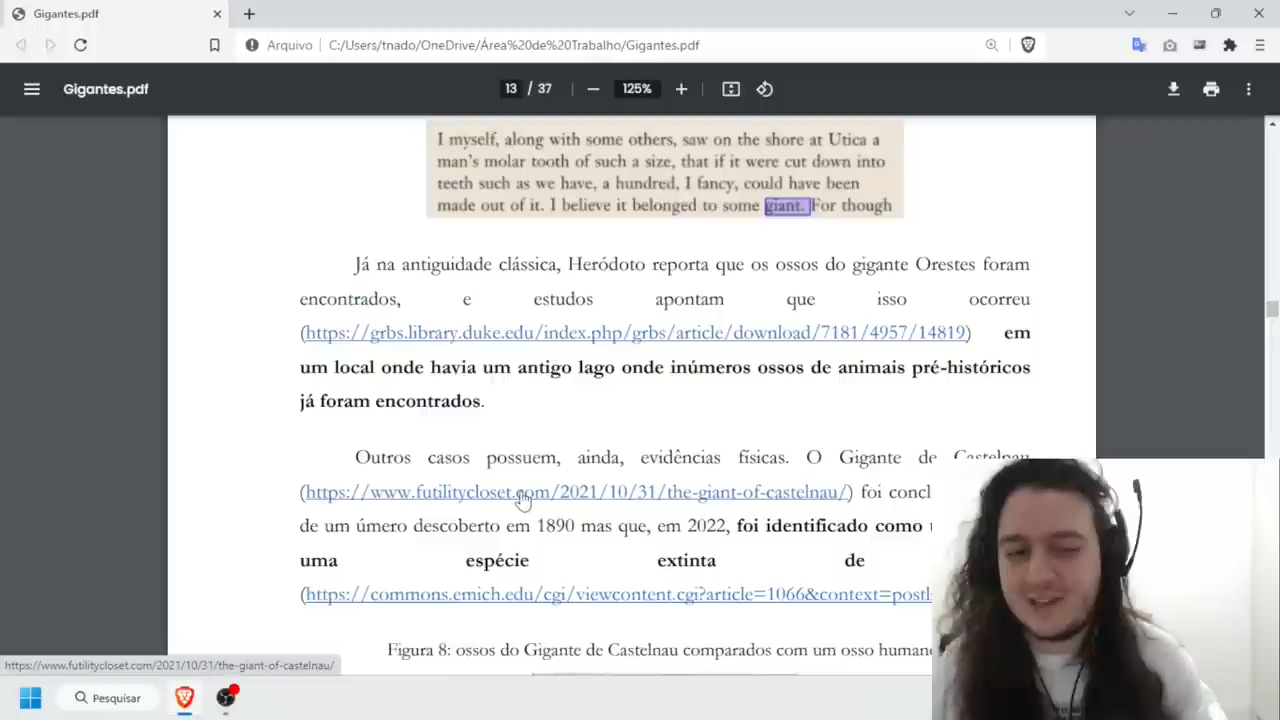 Gigantes.pdf
Arquivo
C:/Users/tnado/OneDrive/Área%20de%20Trabalho/Gigantes.pdf
Gigantes.pdf
13 / 37
125%
I myself, along with some others, saw on the shore at Utica a
man's molar tooth of such a size, that if it were cut down into
teeth such as we have, a hundred, I fancy, could have been
made out of it. I believe it belonged to some giant. For though
Já na antiguidade clássica, Heródoto reporta que os ossos do gigante Orestes foram
encontrados, e estudos apontam que isso ocorreu
(https://grbs.library.duke.edu/index.php/grbs/article/download/7181/4957/14819) em
um local onde havia um antigo lago onde inúmeros ossos de animais pré-históricos
já foram encontrados.
Outros casos possuem, ainda, evidências físicas. O Gigante de Castelnau
(https://www.futilitycloset.com/2021/10/31/the-giant-of-castelnau/) foi concl
de um úmero descoberto em 1890 mas que, em 2022, foi identificado como
uma espécie extinta de
(https://commons.emich.edu/cgi/viewcontent.cgi?article=1066&context=postl
Figura 8: ossos do Gigante de Castelnau comparados com um osso humano
https://www.futilitycloset.com/2021/10/31/the-giant-of-castelnau/
Pesquisar